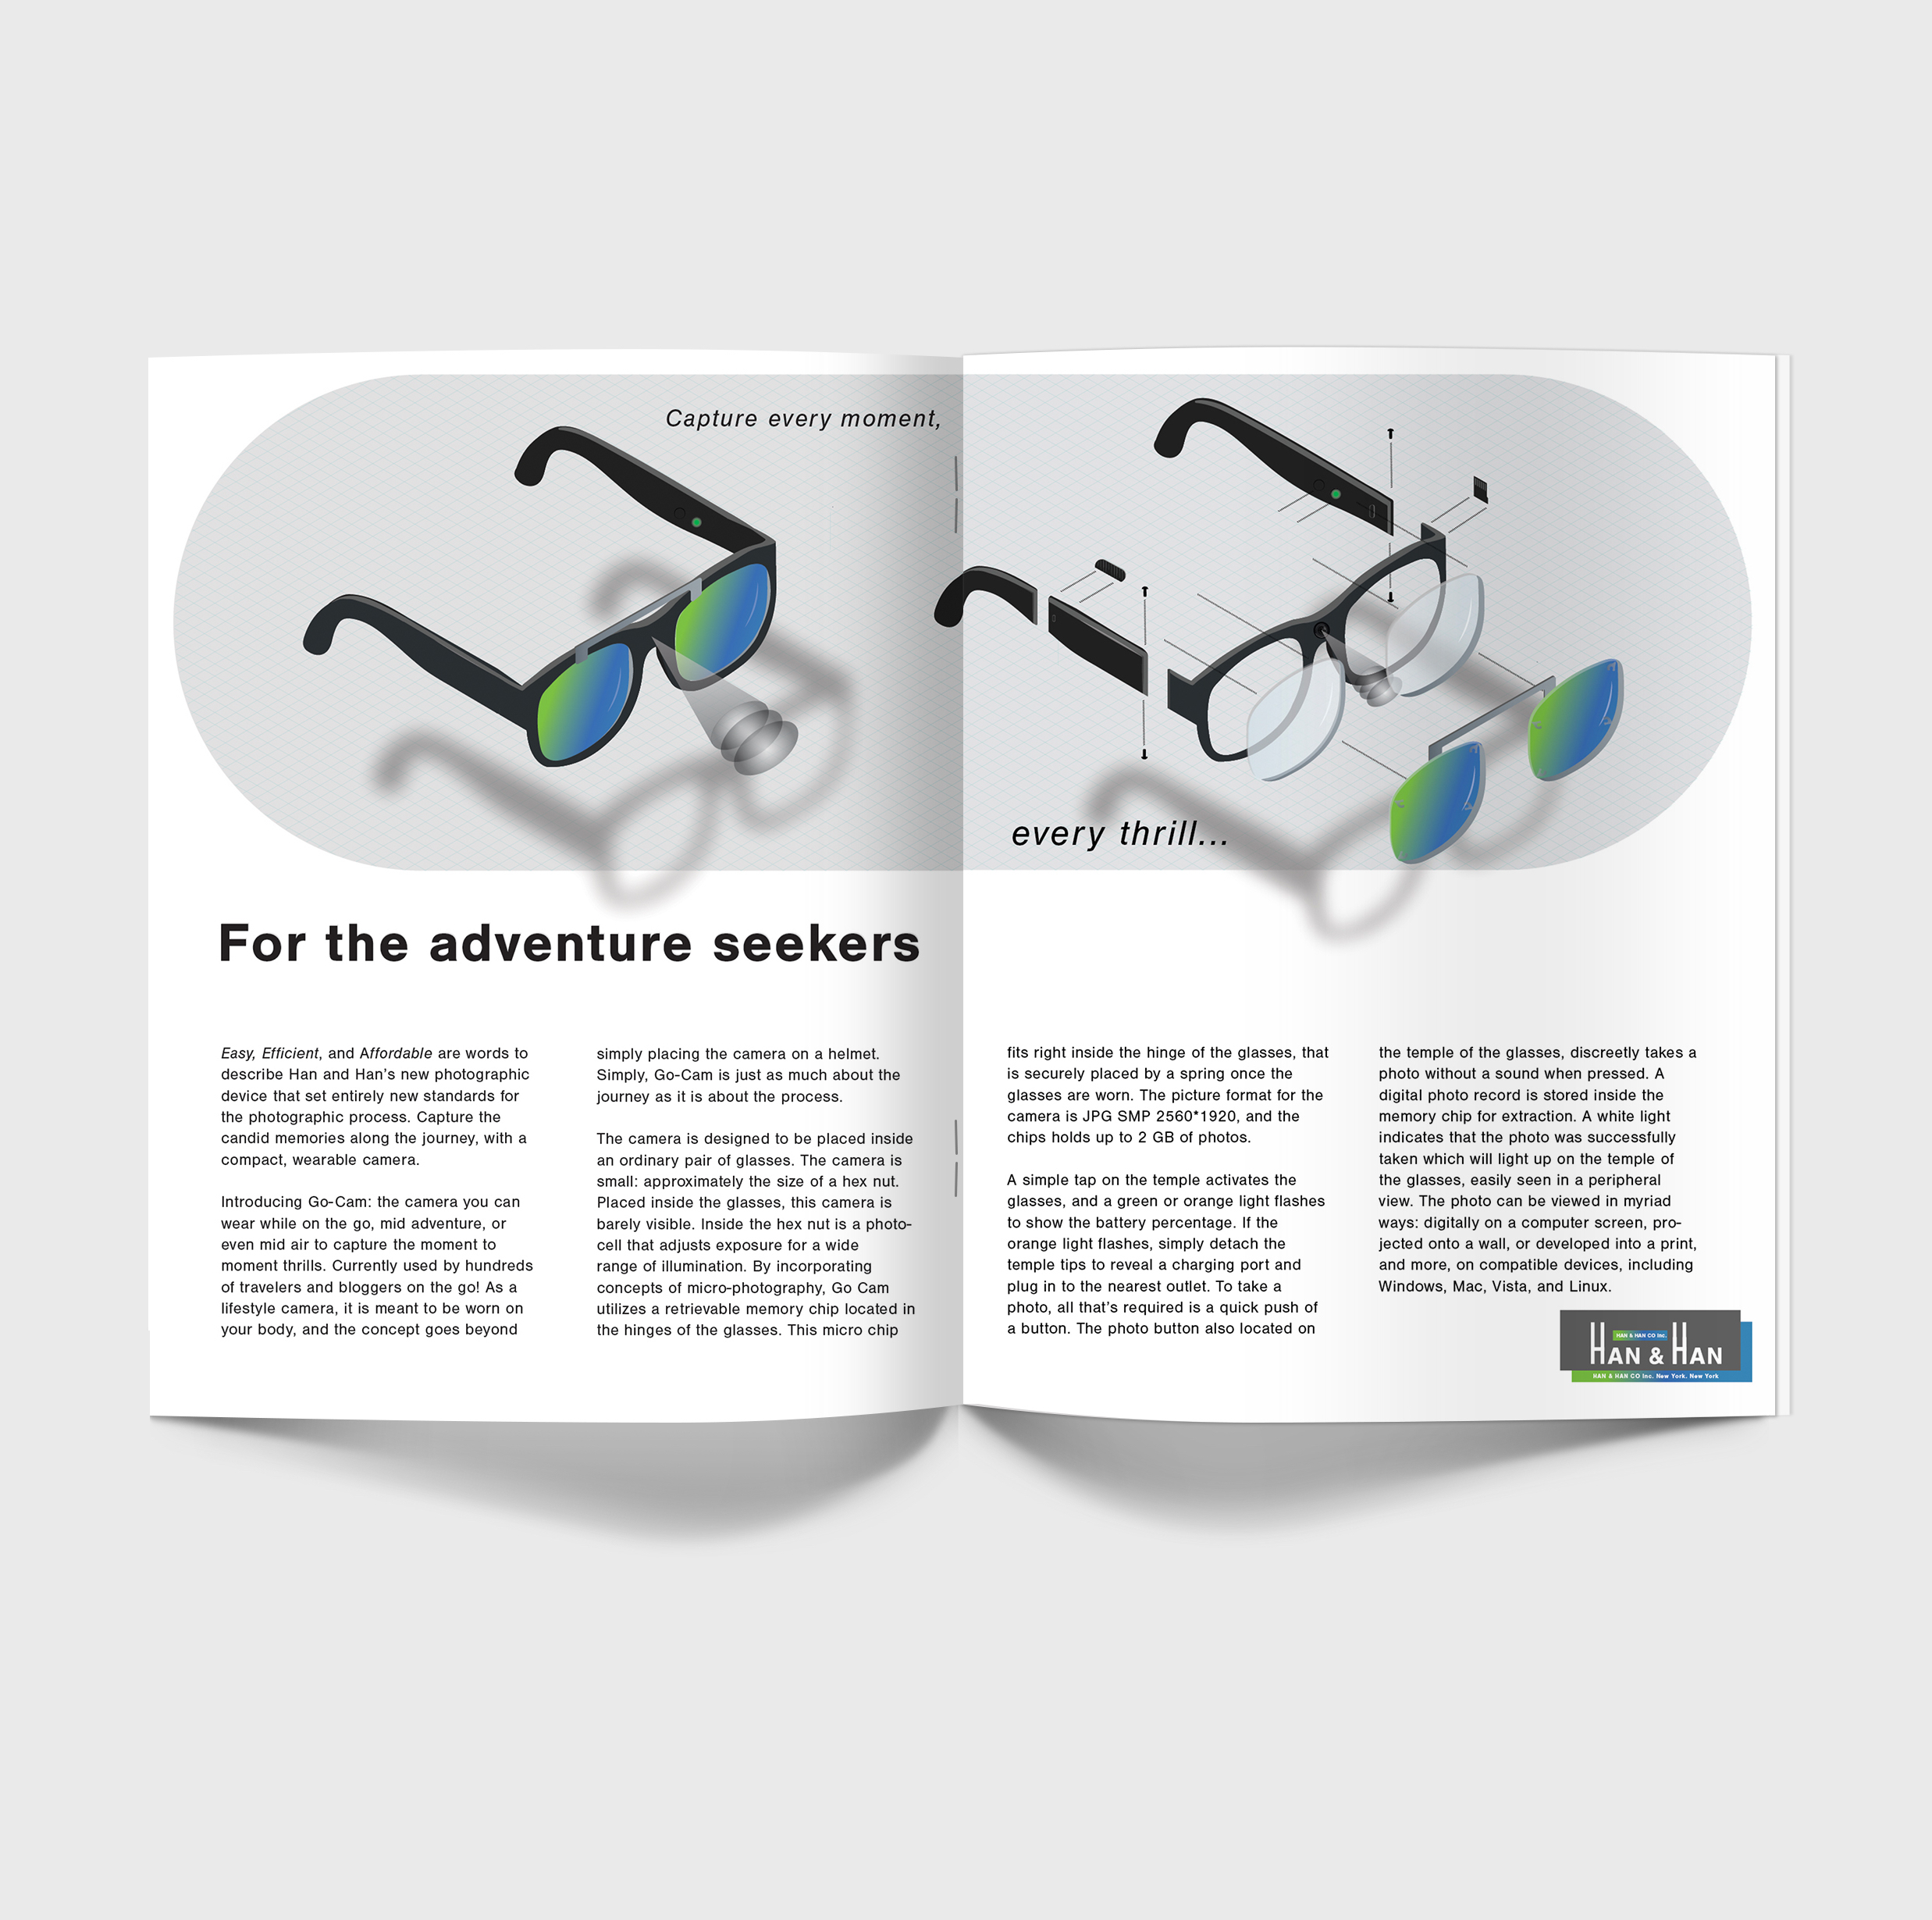 Capture every moment,
every thrill...
For the adventure seekers
Easy, Efficient, and Affordable are words to
describe Han and Han’s new photographic
device that set entirely new standards for
the photographic process. Capture the
candid memories along the journey, with a
compact, wearable camera.
Introducing Go-Cam: the camera you can
wear while on the go, mid adventure, or
even mid air to capture the moment to
moment thrills. Currently used by hundreds
of travelers and bloggers on the go! As a
lifestyle camera, it is meant to be worn on
your body, and the concept goes beyond
simply placing the camera on a helmet.
Simply, Go-Cam is just as much about the
journey as it is about the process.
The camera is designed to be placed inside
an ordinary pair of glasses. The camera is
small: approximately the size of a hex nut.
Placed inside the glasses, this camera is
barely visible. Inside the hex nut is a photo-
cell that adjusts exposure for a wide
range of illumination. By incorporating
concepts of micro-photography, Go Cam
utilizes a retrievable memory chip located in
the hinges of the glasses. This micro chip
fits right inside the hinge of the glasses, that
is securely placed by a spring once the
glasses are worn. The picture format for the
camera is JPG SMP 2560*1920, and the
chips holds up to 2 GB of photos.
A simple tap on the temple activates the
glasses, and a green or orange light flashes
to show the battery percentage. If the
orange light flashes, simply detach the
temple tips to reveal a charging port and
plug in to the nearest outlet. To take a
photo, all that’s required is a quick push of
a button. The photo button also located on
the temple of the glasses, discreetly takes a
photo without a sound when pressed. A
digital photo record is stored inside the
memory chip for extraction. A white light
indicates that the photo was successfully
taken which will light up on the temple of
the glasses, easily seen in a peripheral
view. The photo can be viewed in myriad
ways: digitally on a computer screen, pro-
jected onto a wall, or developed into a print,
and more, on compatible devices, including
Windows, Mac, Vista, and Linux.
HAN & HAN CO Inc.
HAN & HAN
HAN & HAN CO Inc. New York. New York